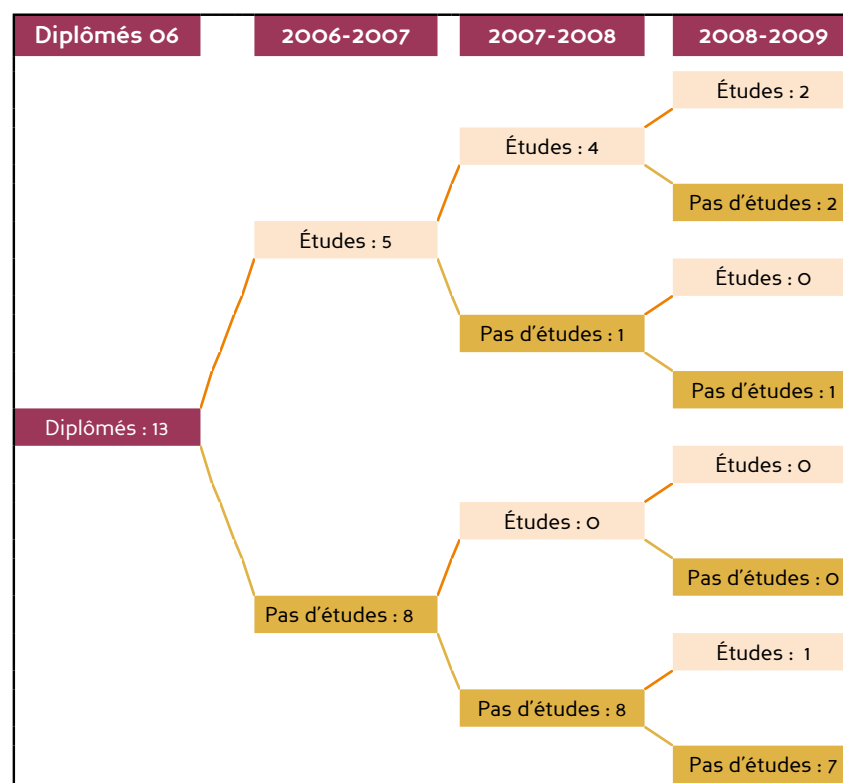 Diplômés 06 2006-2007 2007-2008 2008-2009
Études : 2
Études : 4
Pas d'études : 2
Études : 5
Études : 0
Pas d'études : 1
Pas d'études : 1
Diplômés : 13
Études : 0
Études : 0
Pas d'études : 0
Pas d'études : 8
Études : 1
Pas d'études : 8
Pas d'études : 7